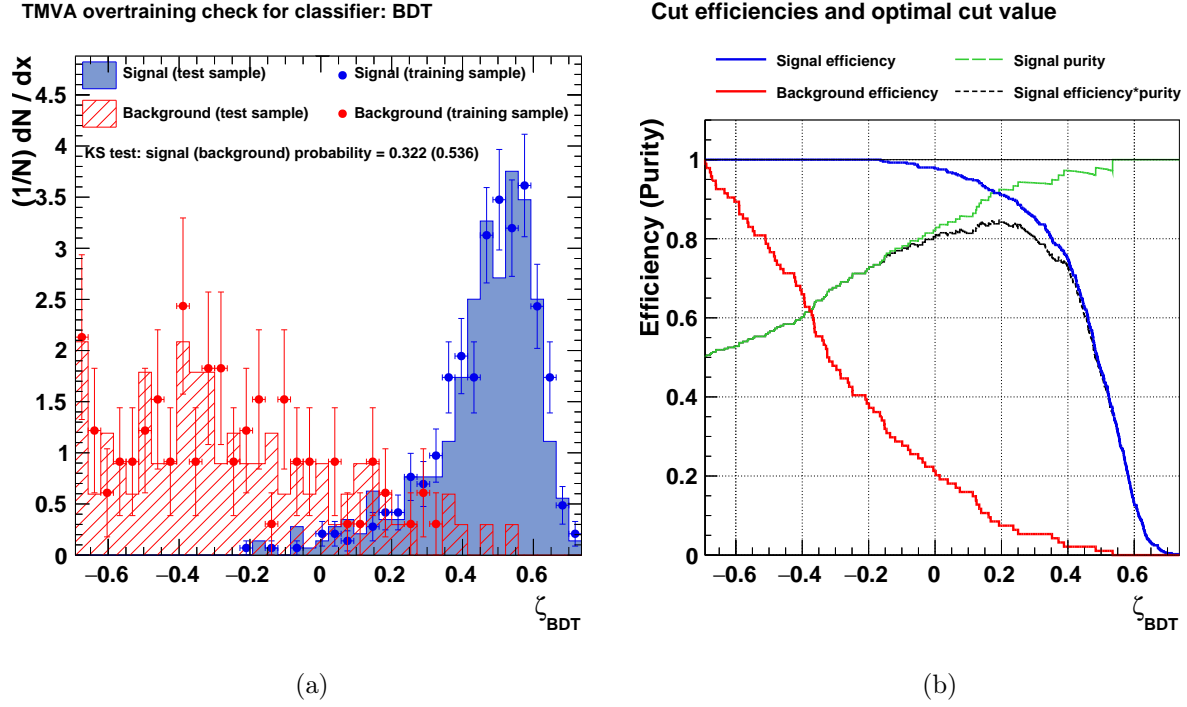 TMVA overtraining check for classifier: BDT
(1/N) dN / dx
Signal (test sample)
Signal (training sample)
Background (test sample)
Background (training sample)
KS test: signal (background) probability = 0.322 (0.536)
4.5
4
3.5
3
2.5
2
1.5
1
0.5
0
−0.6 −0.4 −0.2 0 0.2 0.4 0.6
ζBDT
(a)
Cut efficiencies and optimal cut value
Signal efficiency
Signal purity
Background efficiency
Signal efficiency*purity
Efficiency (Purity)
1
0.8
0.6
0.4
0.2
0
−0.6 −0.4 −0.2 0 0.2 0.4 0.6
ζBDT
(b)